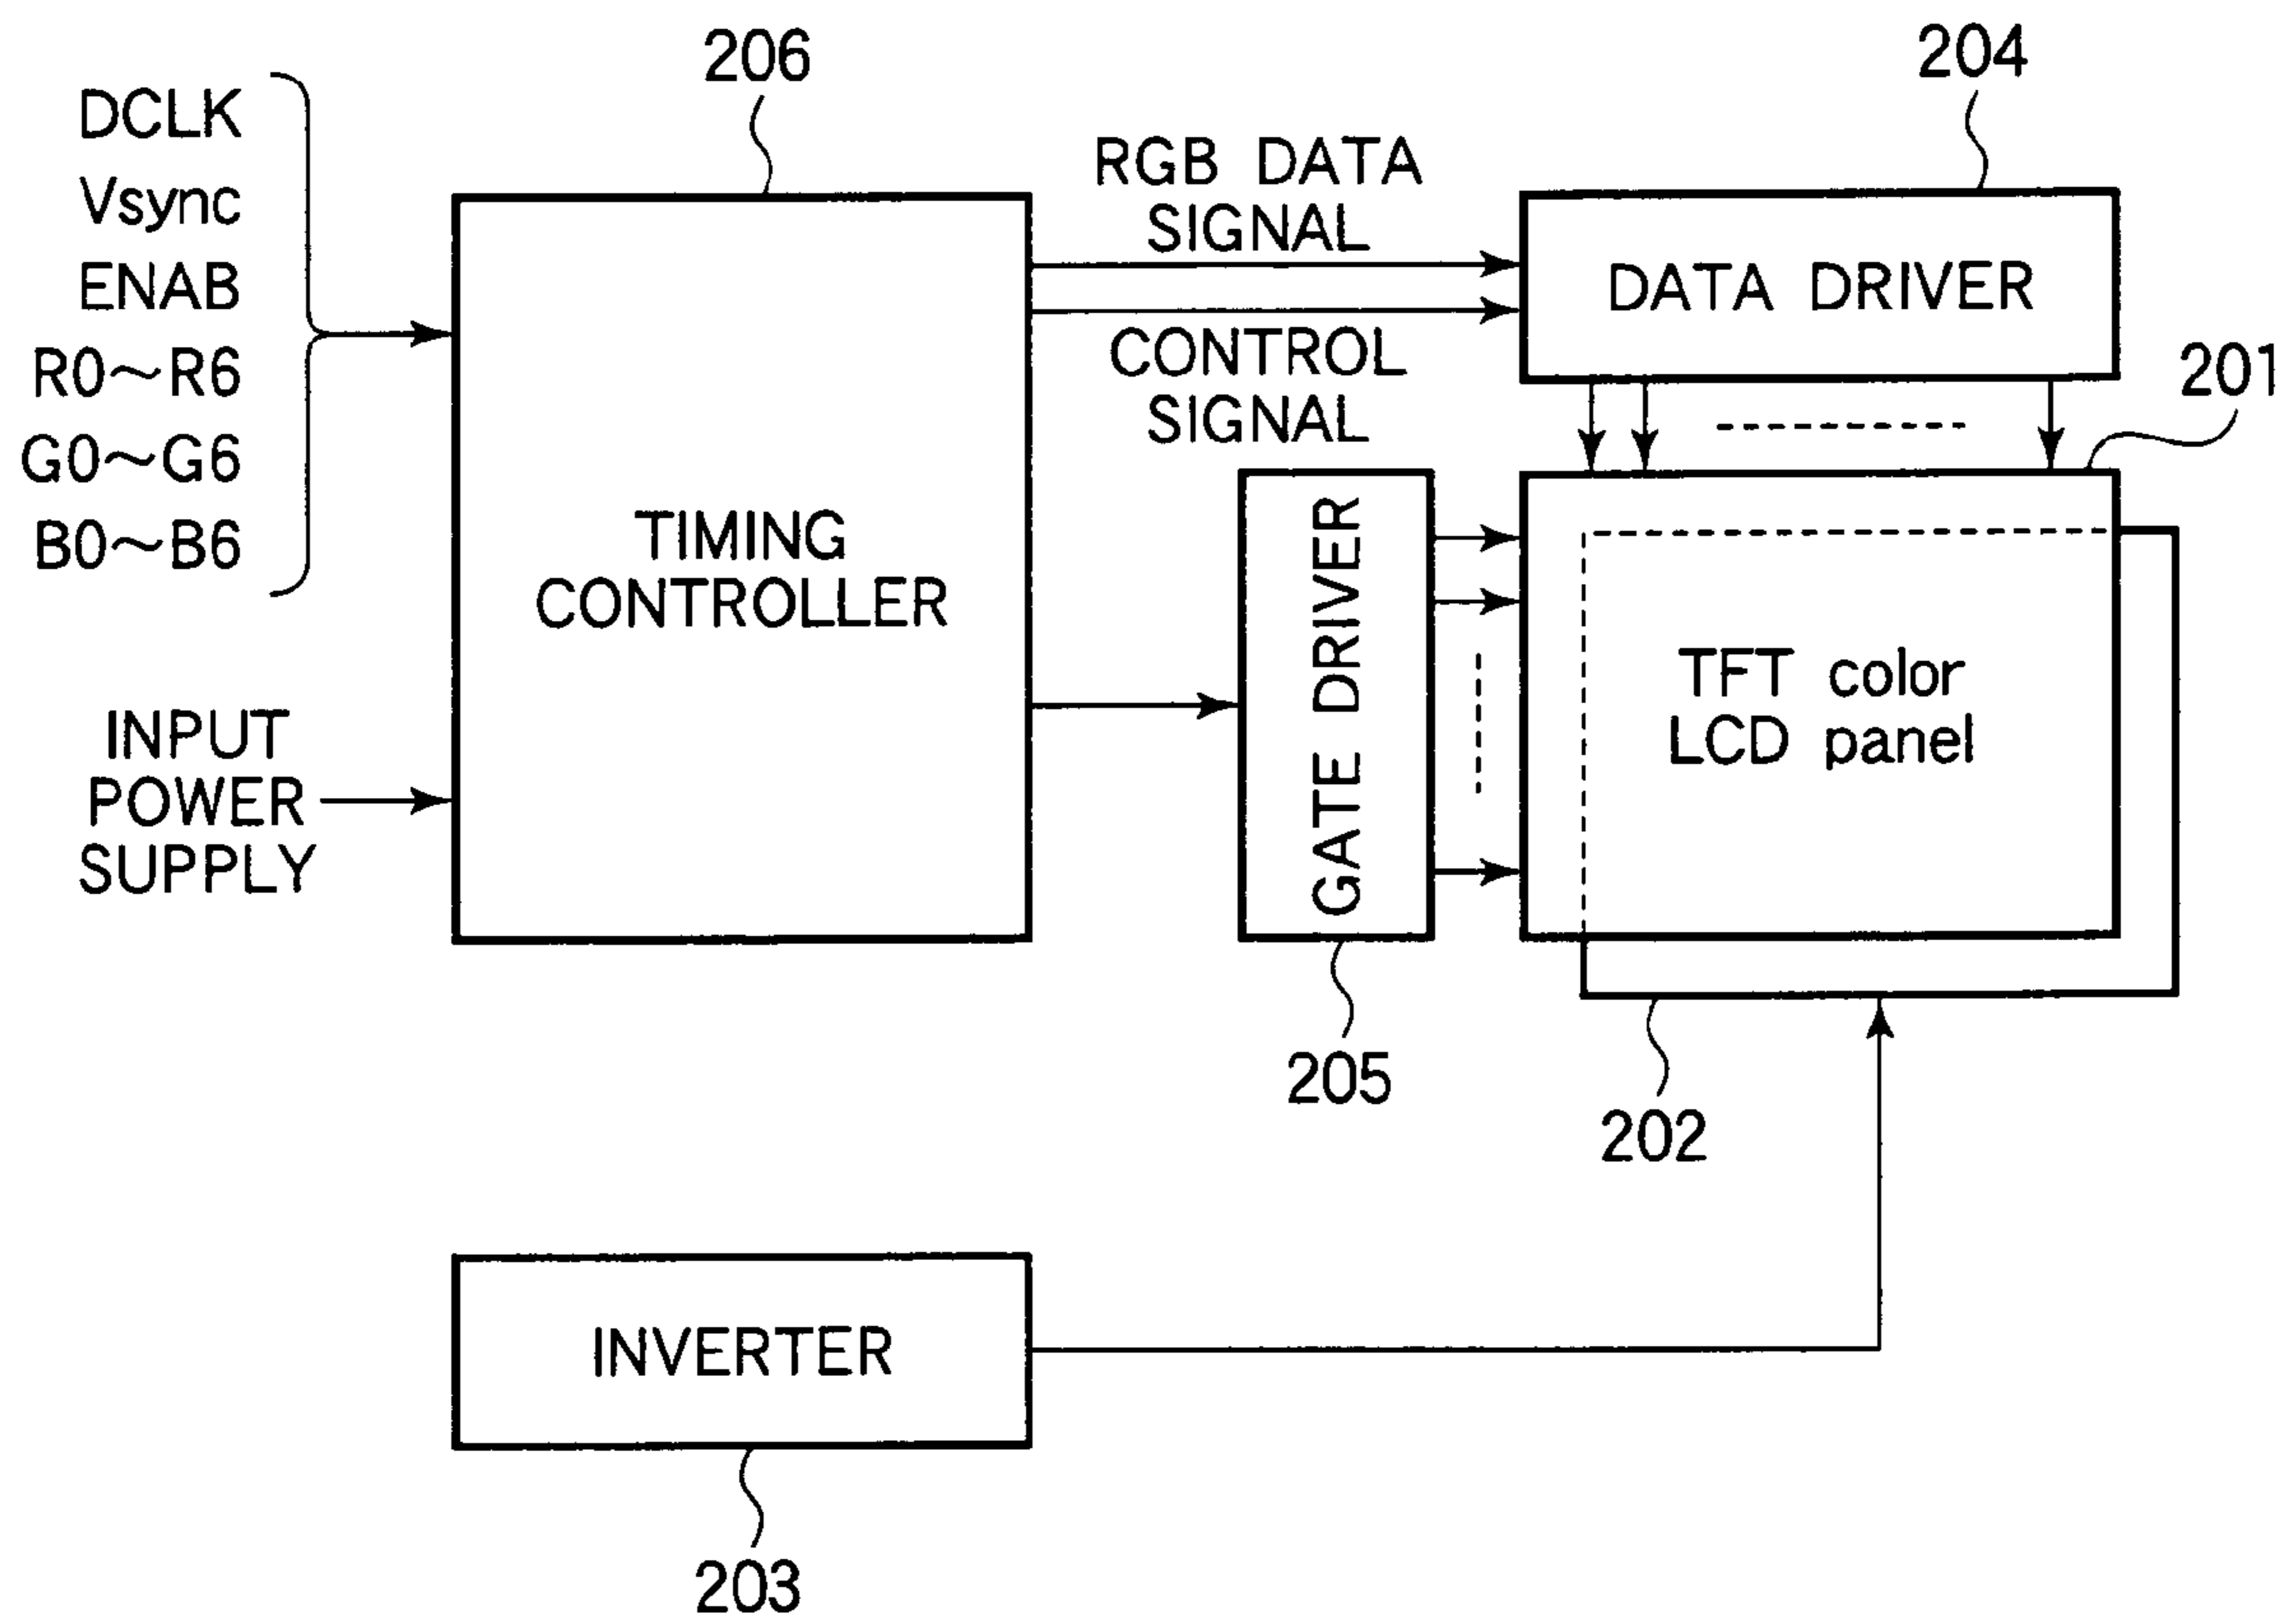 206
204
DCLK
Vsync
ENAB
R0～R6
G0～G6
B0～B6
RGB DATA
SIGNAL
CONTROL
SIGNAL
DATA DRIVER
201
TIMING
CONTROLLER
GATE DRIVER
TFT color
LCD panel
INPUT
POWER
SUPPLY
205
202
INVERTER
203